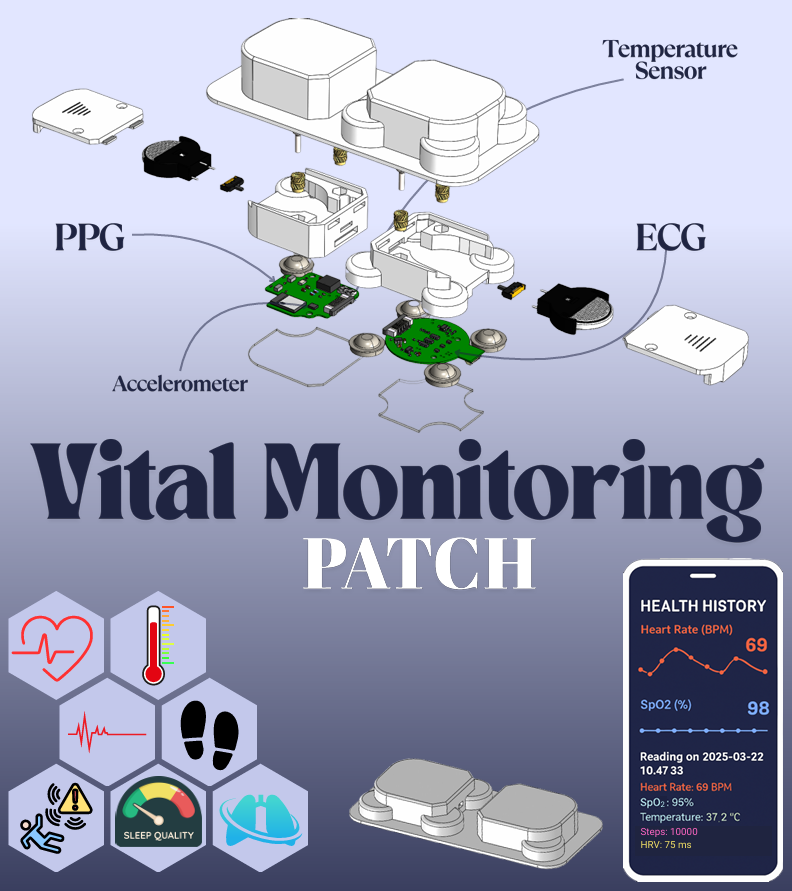 Temperature
Sensor
PPG
ECG
Accelerometer
Vital Monitoring
PATCH
HEALTH HISTORY
Heart Rate (BPM)
69
SpO2 (%)
98
Reading on 2025-03-22
10.47 33
Heart Rate: 69 BPM
SpO₂ : 95%
Temperature: 37.2 °C
Steps: 10000
HRV: 75 ms
SLEEP QUALITY